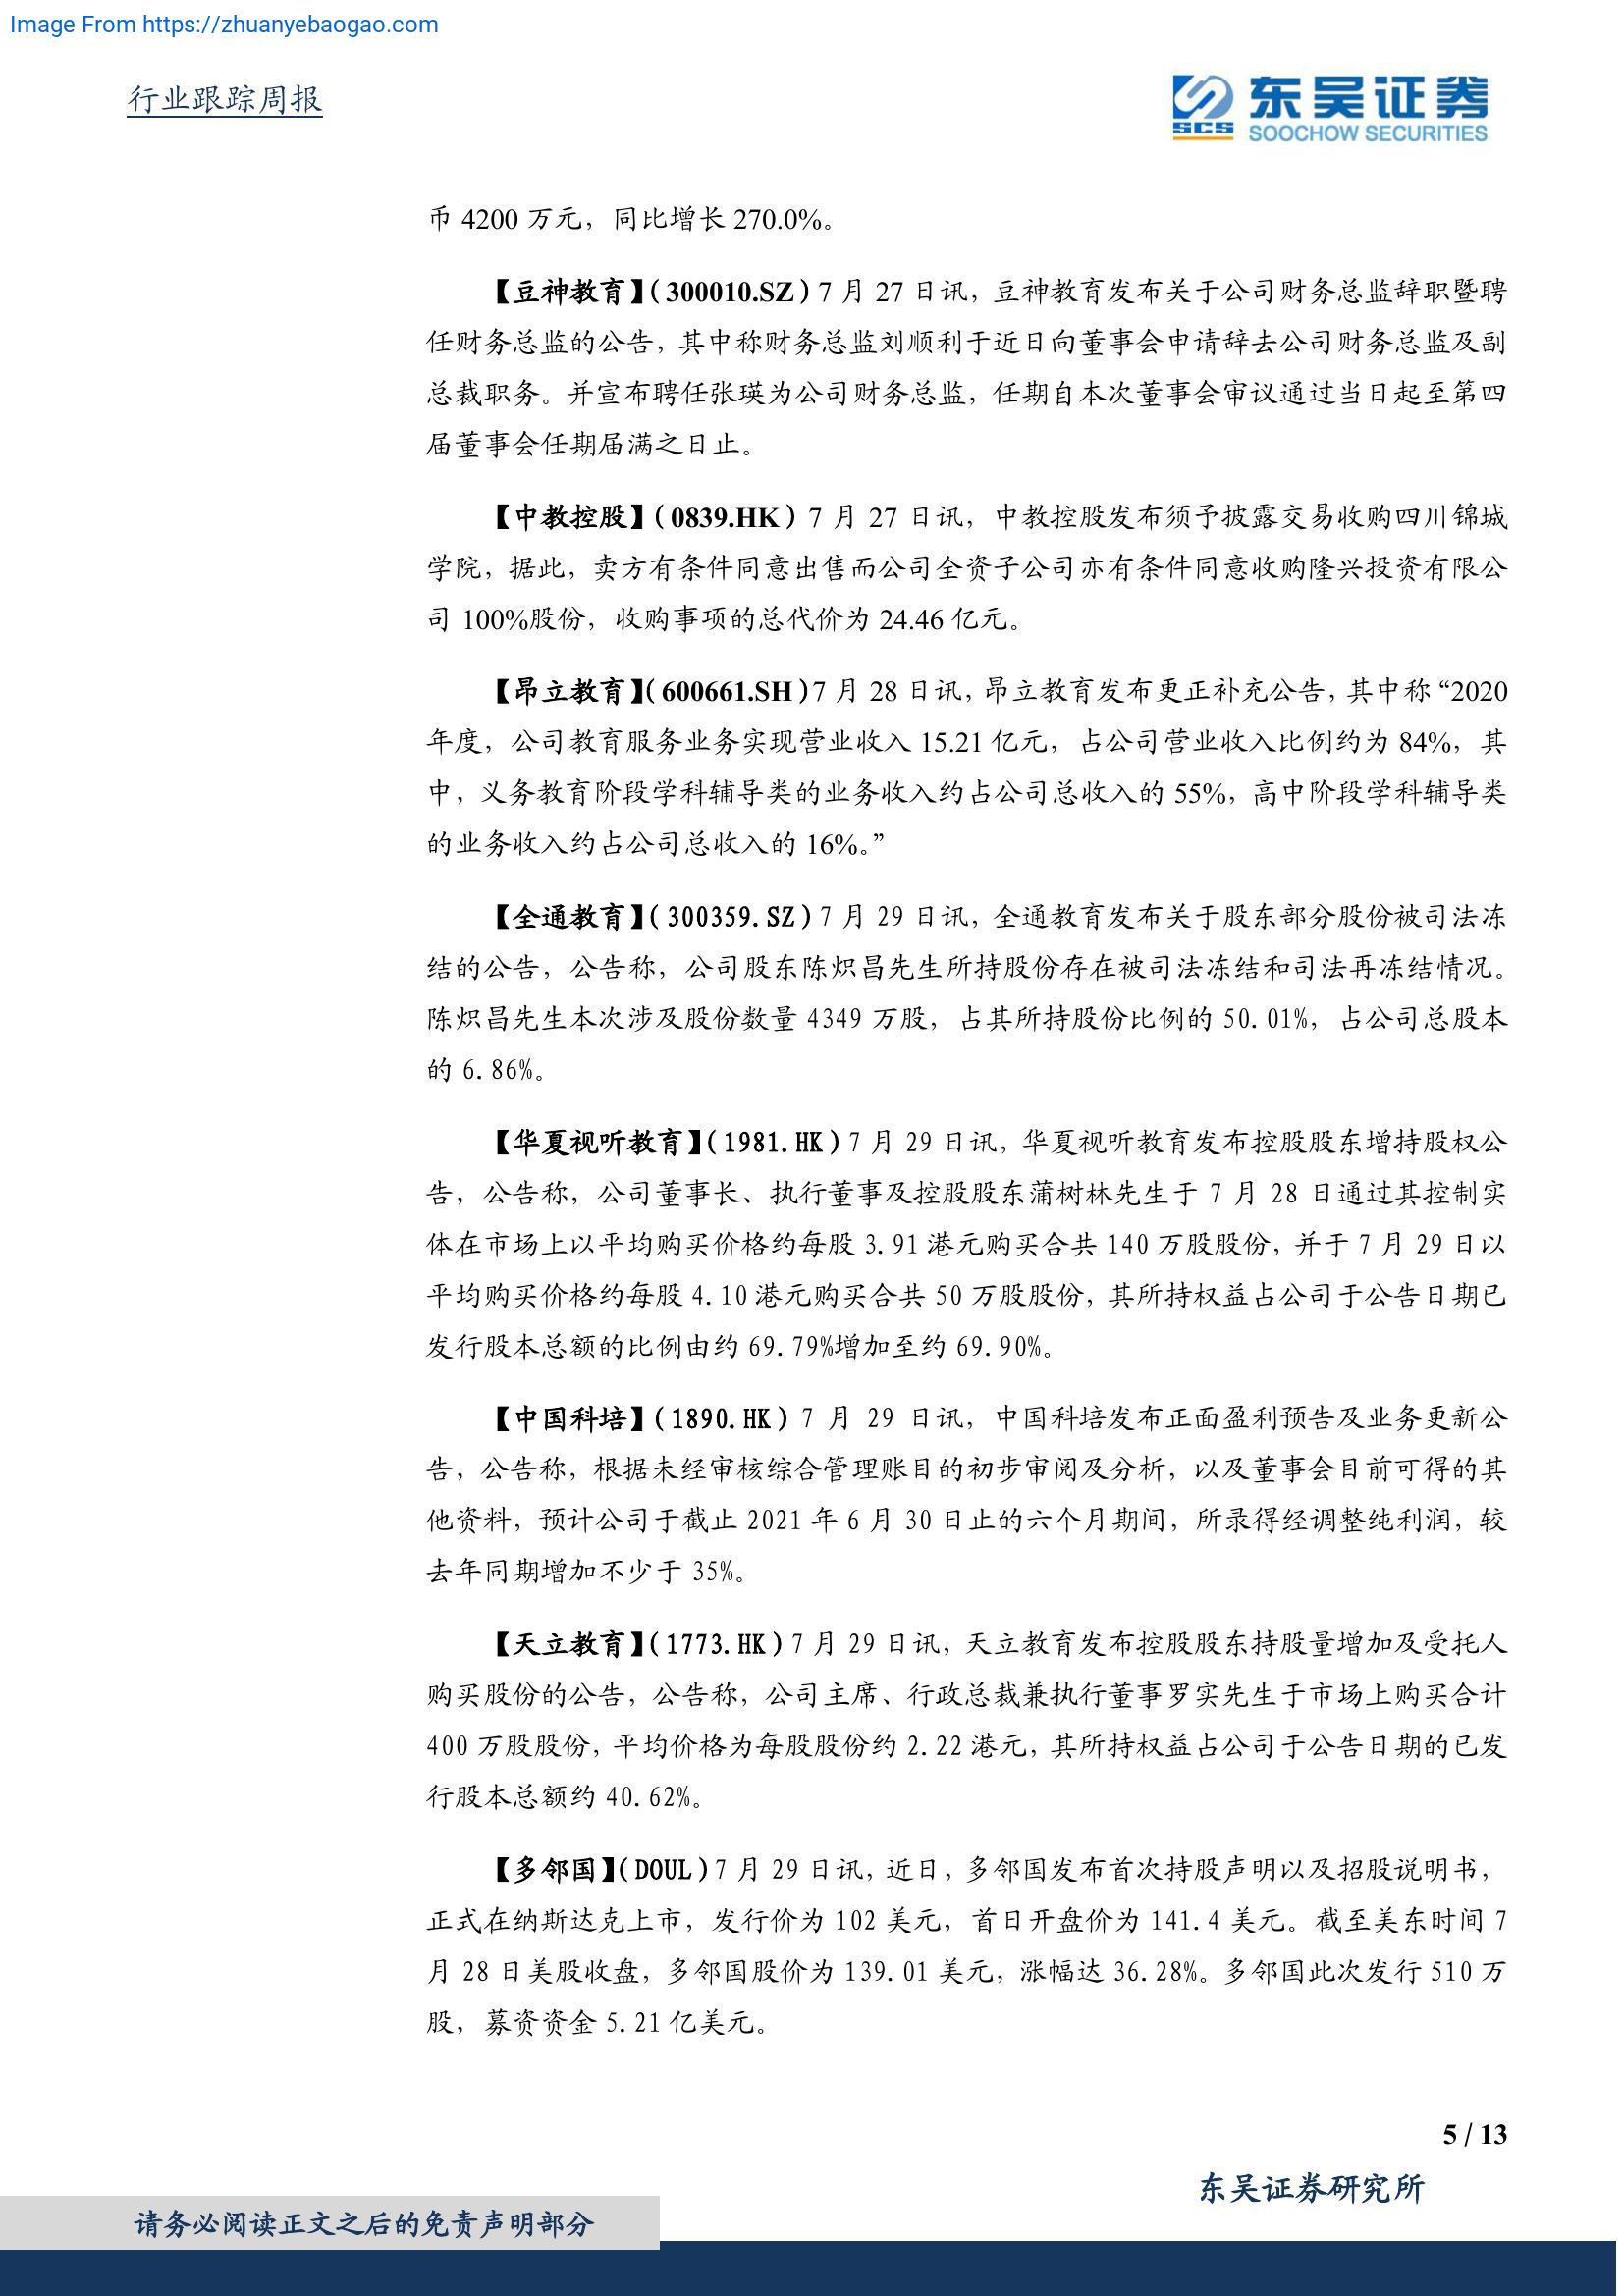 Image From https://zhuanyebaogao.com
行业跟踪周报
东吴证券
SCS
SOOCHOW SECURITIES
币 4200 万元，同比增长 270.0%。
【豆神教育】（300010.SZ）7 月 27 日讯，豆神教育发布关于公司财务总监辞职暨聘
任财务总监的公告，其中称财务总监刘顺利于近日向董事会申请辞去公司财务总监及副
总裁职务。并宣布聘任张瑛为公司财务总监，任期自本次董事会审议通过当日起至第四
届董事会任期届满之日止。
【中教控股】（0839.HK）7 月 27 日讯，中教控股发布须予披露交易收购四川锦城
学院，据此，卖方有条件同意出售而公司全资子公司亦有条件同意收购隆兴投资有限公
司 100%股份，收购事项的总代价为 24.46 亿元。
【昂立教育】（600661.SH）7 月 28 日讯，昂立教育发布更正补充公告，其中称 “2020
年度，公司教育服务业务实现营业收入 15.21 亿元，占公司营业收入比例约为 84%，其
中，义务教育阶段学科辅导类的业务收入约占公司总收入的 55%，高中阶段学科辅导类
的业务收入约占公司总收入的 16%。”
【全通教育】（300359.SZ）7 月 29 日讯，全通教育发布关于股东部分股份被司法冻
结的公告，公告称，公司股东陈炽昌先生所持股份存在被司法冻结和司法再冻结情况。
陈炽昌先生本次涉及股份数量 4349 万股，占其所持股份比例的 50.01%，占公司总股本
的 6.86%。
【华夏视听教育】（1981.HK）7 月 29 日讯，华夏视听教育发布控股股东增持股权公
告，公告称，公司董事长、执行董事及控股股东蒲树林先生于 7 月 28 日通过其控制实
体在市场上以平均购买价格约每股 3.91 港元购买合共 140 万股股份，并于 7 月 29 日以
平均购买价格约每股 4.10 港元购买合共 50 万股股份，其所持权益占公司于公告日期已
发行股本总额的比例由约 69.79%增加至约 69.90%。
【中国科培】（1890.HK）7 月 29 日讯，中国科培发布正面盈利预告及业务更新公
告，公告称，根据未经审核综合管理账目的初步审阅及分析，以及董事会目前可得的其
他资料，预计公司于截止 2021 年 6 月 30 日止的六个月期间，所录得经调整纯利润，较
去年同期增加不少于 35%。
【天立教育】（1773.HK）7 月 29 日讯，天立教育发布控股股东持股量增加及受托人
购买股份的公告，公告称，公司主席、行政总裁兼执行董事罗实先生于市场上购买合计
400 万股股份，平均价格为每股股份约 2.22 港元，其所持权益占公司于公告日期的已发
行股本总额约 40.62%。
【多邻国】（DOUL）7 月 29 日讯，近日，多邻国发布首次持股声明以及招股说明书，
正式在纳斯达克上市，发行价为 102 美元，首日开盘价为 141.4 美元。截至美东时间 7
月 28 日美股收盘，多邻国股价为 139.01 美元，涨幅达 36.28%。多邻国此次发行 510 万
股，募资资金 5.21 亿美元。
5 / 13
东吴证券研究所
请务必阅读正文之后的免责声明部分